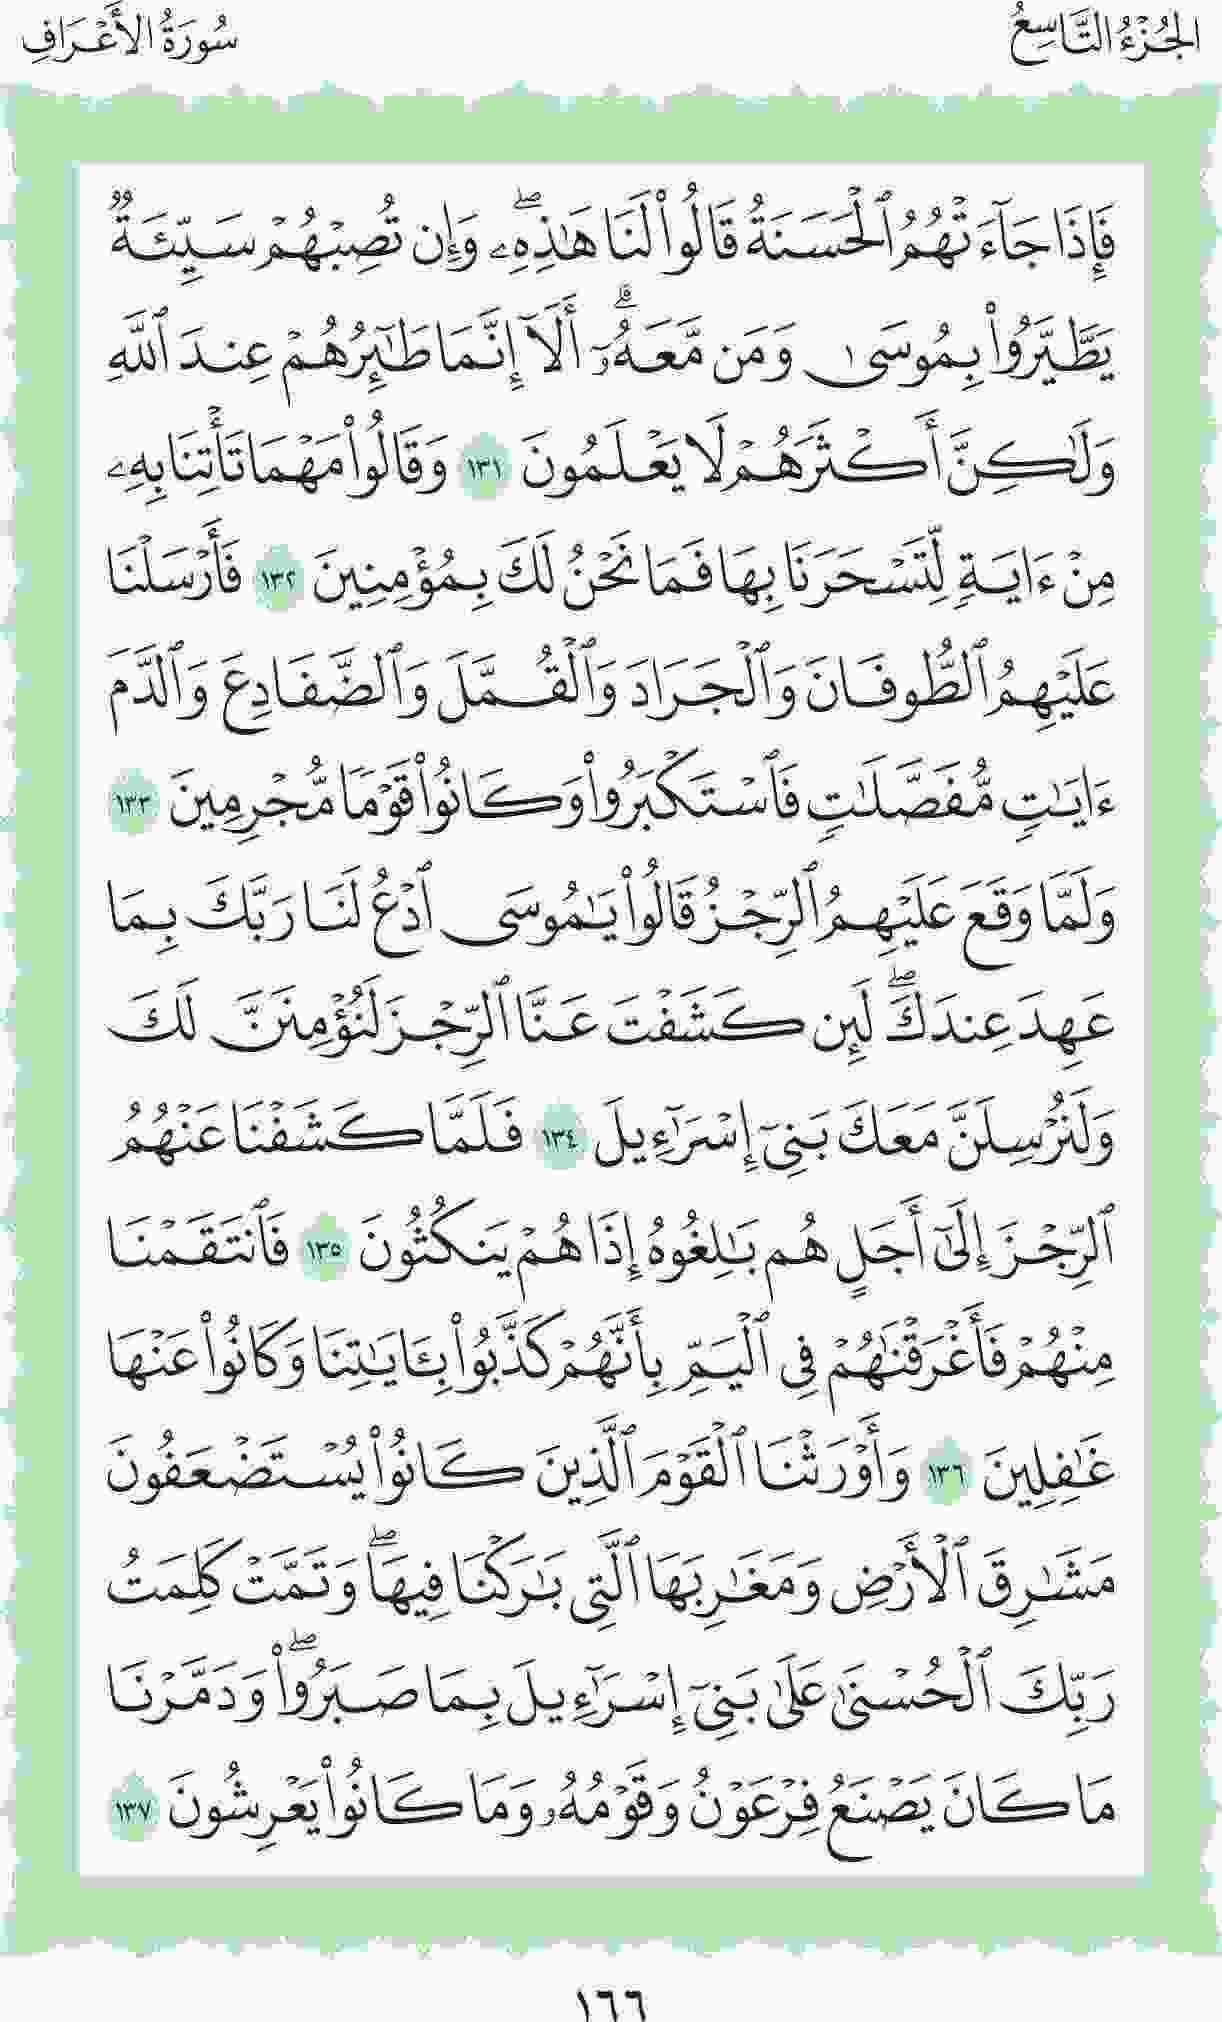 الجُزْءُ التَّاسِعُ
سُورَةُ الأَعْرَافِ
فَإِذَا جَآءَتْهُمُ ٱلْحَسَنَةُ قَالُوا۟ لَنَا هَـٰذِهِۦ ۖ وَإِن تُصِبْهُمْ سَيِّئَةٌ
يَطَّيَّرُوا۟ بِمُوسَىٰ وَمَن مَّعَهُۥٓ ۗ أَلَآ إِنَّمَا طَـٰٓئِرُهُمْ عِندَ ٱللَّهِ
وَلَـٰكِنَّ أَكْثَرَهُمْ لَا يَعْلَمُونَ ١٣١ وَقَالُوا۟ مَهْمَا تَأْتِنَا بِهِۦ
مِنْ ءَايَةٍ لِّتَسْحَرَنَا بِهَا فَمَا نَحْنُ لَكَ بِمُؤْمِنِينَ ١٣٢ فَأَرْسَلْنَا
عَلَيْهِمُ ٱلطُّوفَانَ وَٱلْجَرَادَ وَٱلْقُمَّلَ وَٱلضَّفَادِعَ وَٱلدَّمَ
ءَايَـٰتٍ مُّفَصَّلَـٰتٍ فَٱسْتَكْبَرُوا۟ وَكَانُوا۟ قَوْمًا مُّجْرِمِينَ ١٣٣
وَلَمَّا وَقَعَ عَلَيْهِمُ ٱلرِّجْزُ قَالُوا۟ يَـٰمُوسَى ٱدْعُ لَنَا رَبَّكَ بِمَا
عَهِدَ عِندَكَ ۖ لَئِن كَشَفْتَ عَنَّا ٱلرِّجْزَ لَنُؤْمِنَنَّ لَكَ
وَلَنُرْسِلَنَّ مَعَكَ بَنِىٓ إِسْرَٰٓءِيلَ ١٣٤ فَلَمَّا كَشَفْنَا عَنْهُمُ
ٱلرِّجْزَ إِلَىٰٓ أَجَلٍ هُم بَـٰلِغُوهُ إِذَا هُمْ يَنكُثُونَ ١٣٥ فَٱنتَقَمْنَا
مِنْهُمْ فَأَغْرَقْنَـٰهُمْ فِى ٱلْيَمِّ بِأَنَّهُمْ كَذَّبُوا۟ بِـَٔايَـٰتِنَا وَكَانُوا۟ عَنْهَا
غَـٰفِلِينَ ١٣٦ وَأَوْرَثْنَا ٱلْقَوْمَ ٱلَّذِينَ كَانُوا۟ يُسْتَضْعَفُونَ
مَشَـٰرِقَ ٱلْأَرْضِ وَمَغَـٰرِبَهَا ٱلَّتِى بَـٰرَكْنَا فِيهَا ۖ وَتَمَّتْ كَلِمَتُ
رَبِّكَ ٱلْحُسْنَىٰ عَلَىٰ بَنِىٓ إِسْرَٰٓءِيلَ بِمَا صَبَرُوا۟ ۖ وَدَمَّرْنَا
مَا كَانَ يَصْنَعُ فِرْعَوْنُ وَقَوْمُهُۥ وَمَا كَانُوا۟ يَعْرِشُونَ ١٣٧
١٦٦